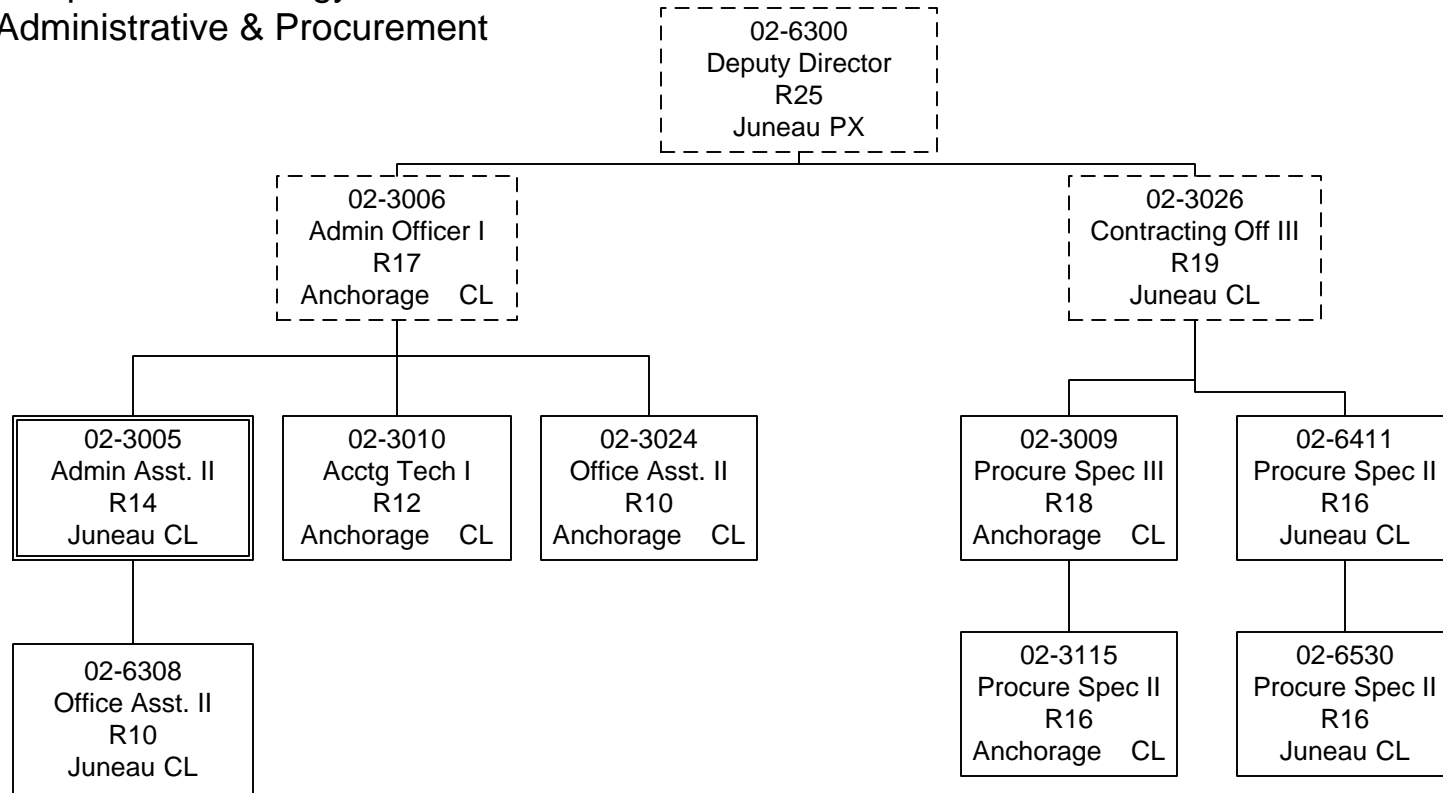 Administrative & Procurement
02-6300
Deputy Director
R25
Juneau PX
02-3006
Admin Officer I
R17
Anchorage CL
02-3026
Contracting Off III
R19
Juneau CL
02-3005
Admin Asst. II
R14
Juneau CL
02-3010
Acctg Tech I
R12
Anchorage CL
02-3024
Office Asst. II
R10
Anchorage CL
02-3009
Procure Spec III
R18
Anchorage CL
02-6411
Procure Spec II
R16
Juneau CL
02-6308
Office Asst. II
R10
Juneau CL
02-3115
Procure Spec II
R16
Anchorage CL
02-6530
Procure Spec II
R16
Juneau CL